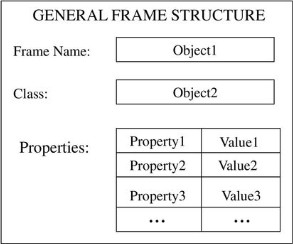 GENERAL FRAME STRUCTURE
Frame Name: Object1
Class: Object2
Properties:
Property1 Value1
Property2 Value2
Property3 Value3
... ...